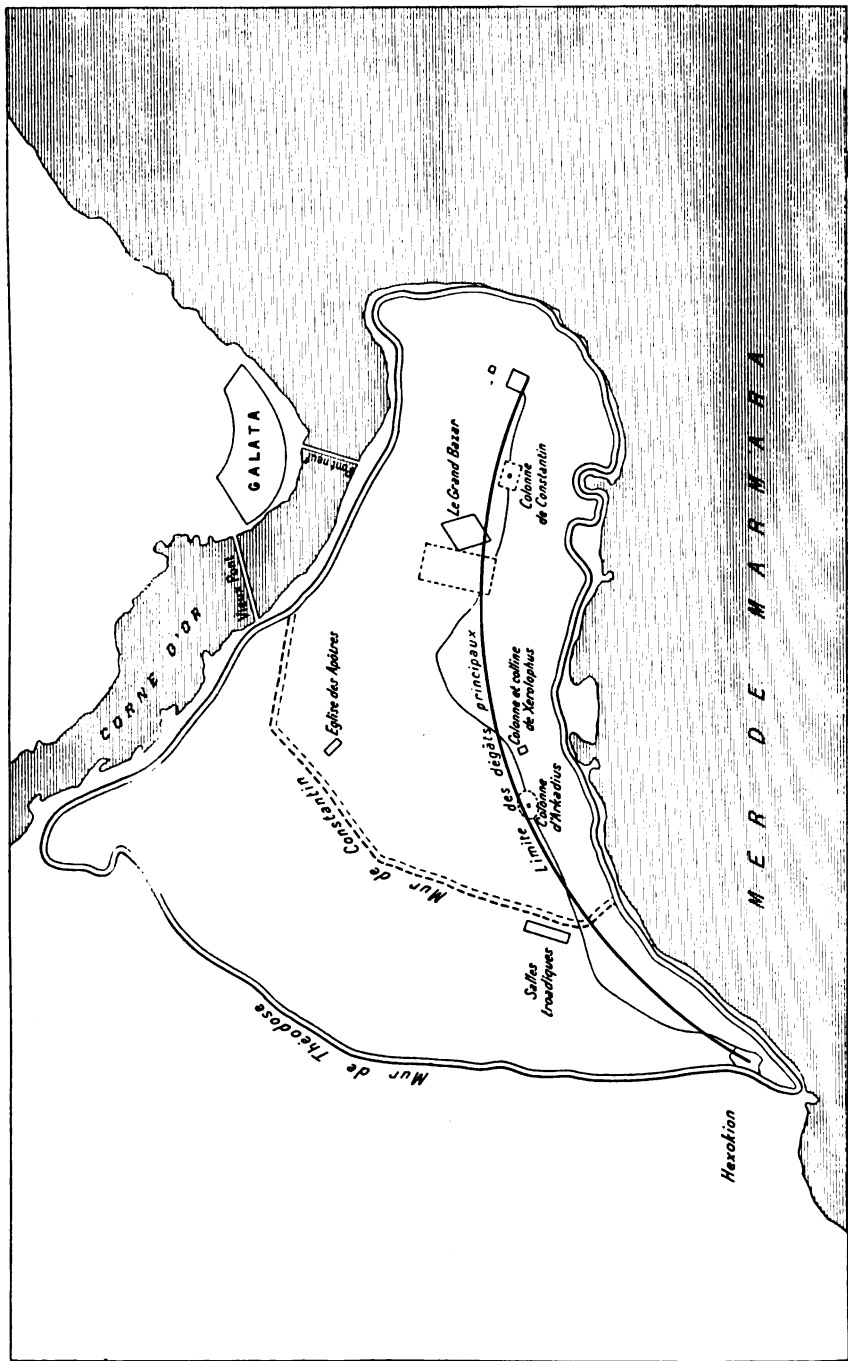 GALATA
Pont neuf
Vieux Pont
CORNE D'OR
Le Grand Bazar
Colonne
de Constantin
Eglise des Apôtres
Colonne et colline
de Xerolophus
Colonne
d'Arkadius
Limite des dégâts principaux
Mur de Constantin
Salles
troadiques
Mur de Théodose
Hexokion
MER DE MARMARA